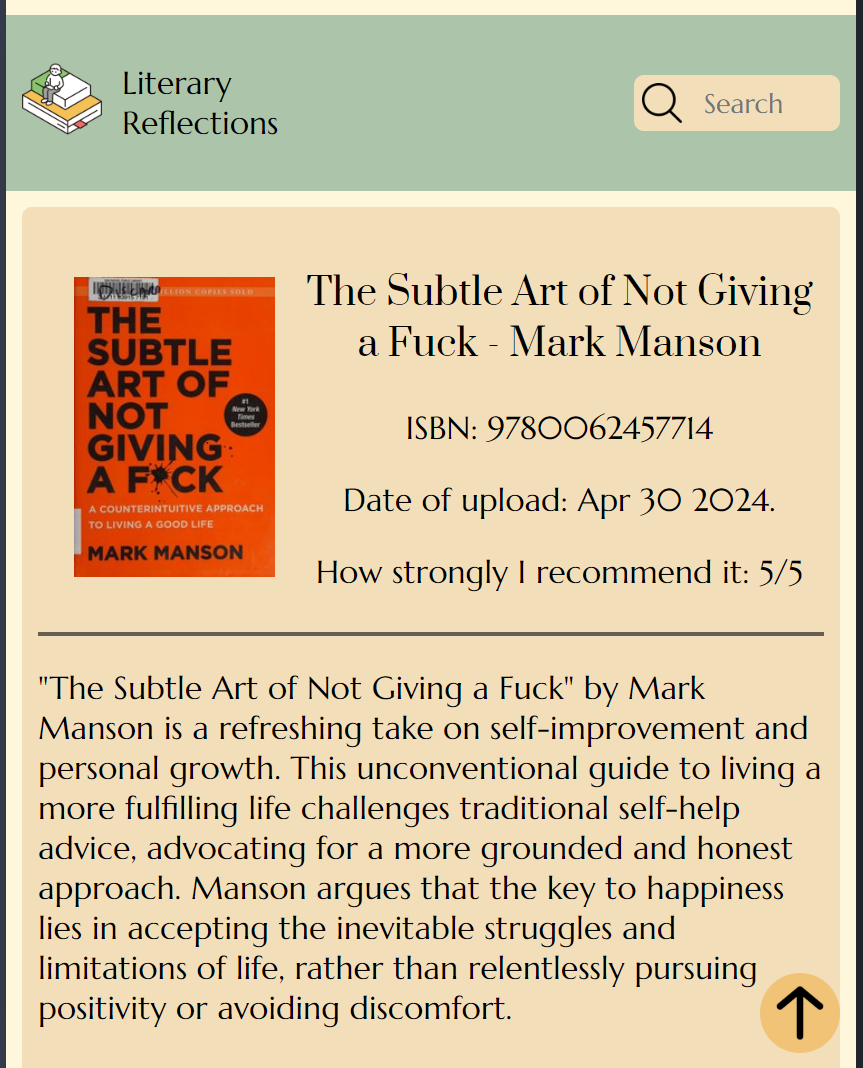 Literary
Reflections
Search
LLION COPIES SOLD
THE
SUBTLE
ART OF
NOT
GIVING
A F CK
#1
New York
Times
Bestseller
A COUNTERINTUITIVE APPROACH
TO LIVING A GOOD LIFE
MARK MANSON
The Subtle Art of Not Giving
a Fuck - Mark Manson
ISBN: 9780062457714
Date of upload: Apr 30 2024.
How strongly I recommend it: 5/5
"The Subtle Art of Not Giving a Fuck" by Mark
Manson is a refreshing take on self-improvement and
personal growth. This unconventional guide to living a
more fulfilling life challenges traditional self-help
advice, advocating for a more grounded and honest
approach. Manson argues that the key to happiness
lies in accepting the inevitable struggles and
limitations of life, rather than relentlessly pursuing
positivity or avoiding discomfort.